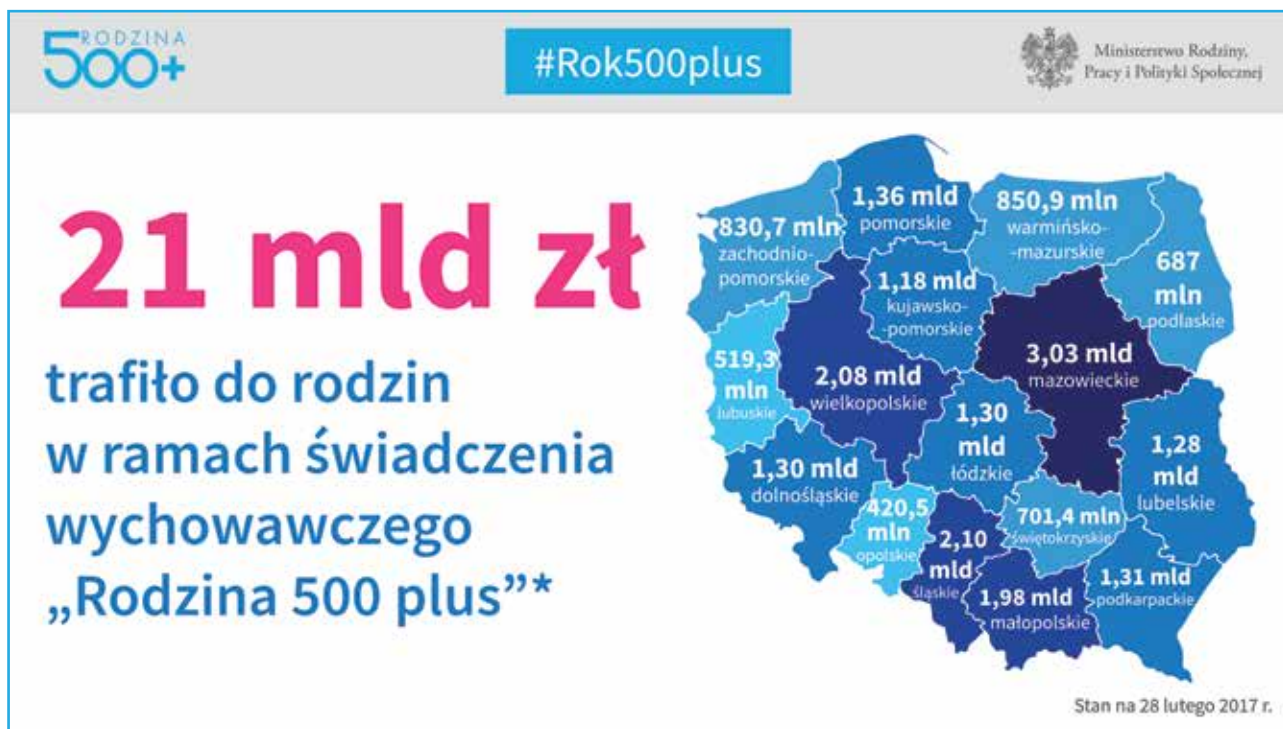 RODZINA
500+
#Rok500plus
Ministerstwo Rodziny,
Pracy i Polityki Społecznej
21 mld zł
trafiło do rodzin
w ramach świadczenia
wychowawczego
„Rodzina 500 plus”*
830,7 mln
zachodnio-
pomorskie
1,36 mld
pomorskie
850,9 mln
warmińsko-
-mazurskie
687
mln
podlaskie
1,18 mld
kujawsko-
-pomorskie
519,3
mln
lubuskie
2,08 mld
wielkopolskie
3,03 mld
mazowieckie
1,30
mld
łódzkie
1,30 mld
dolnośląskie
1,28
mld
lubelskie
420,5
mln
opolskie
2,10
mld
śląskie
701,4 mln
świętokrzyskie
1,98 mld
małopolskie
1,31 mld
podkarpackie
Stan na 28 lutego 2017 r.